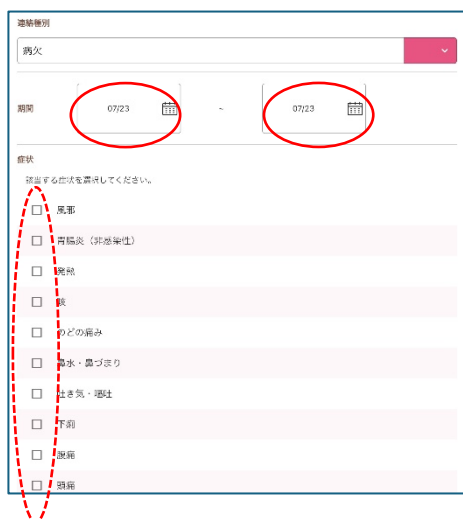 連絡種別
病欠
期間
07/23 ~ 07/23
症状
該当する症状を選択してください。
風邪
胃腸炎（非感染性）
発熱
咳
のどの痛み
鼻水・鼻づまり
吐き気・嘔吐
下痢
腹痛
頭痛